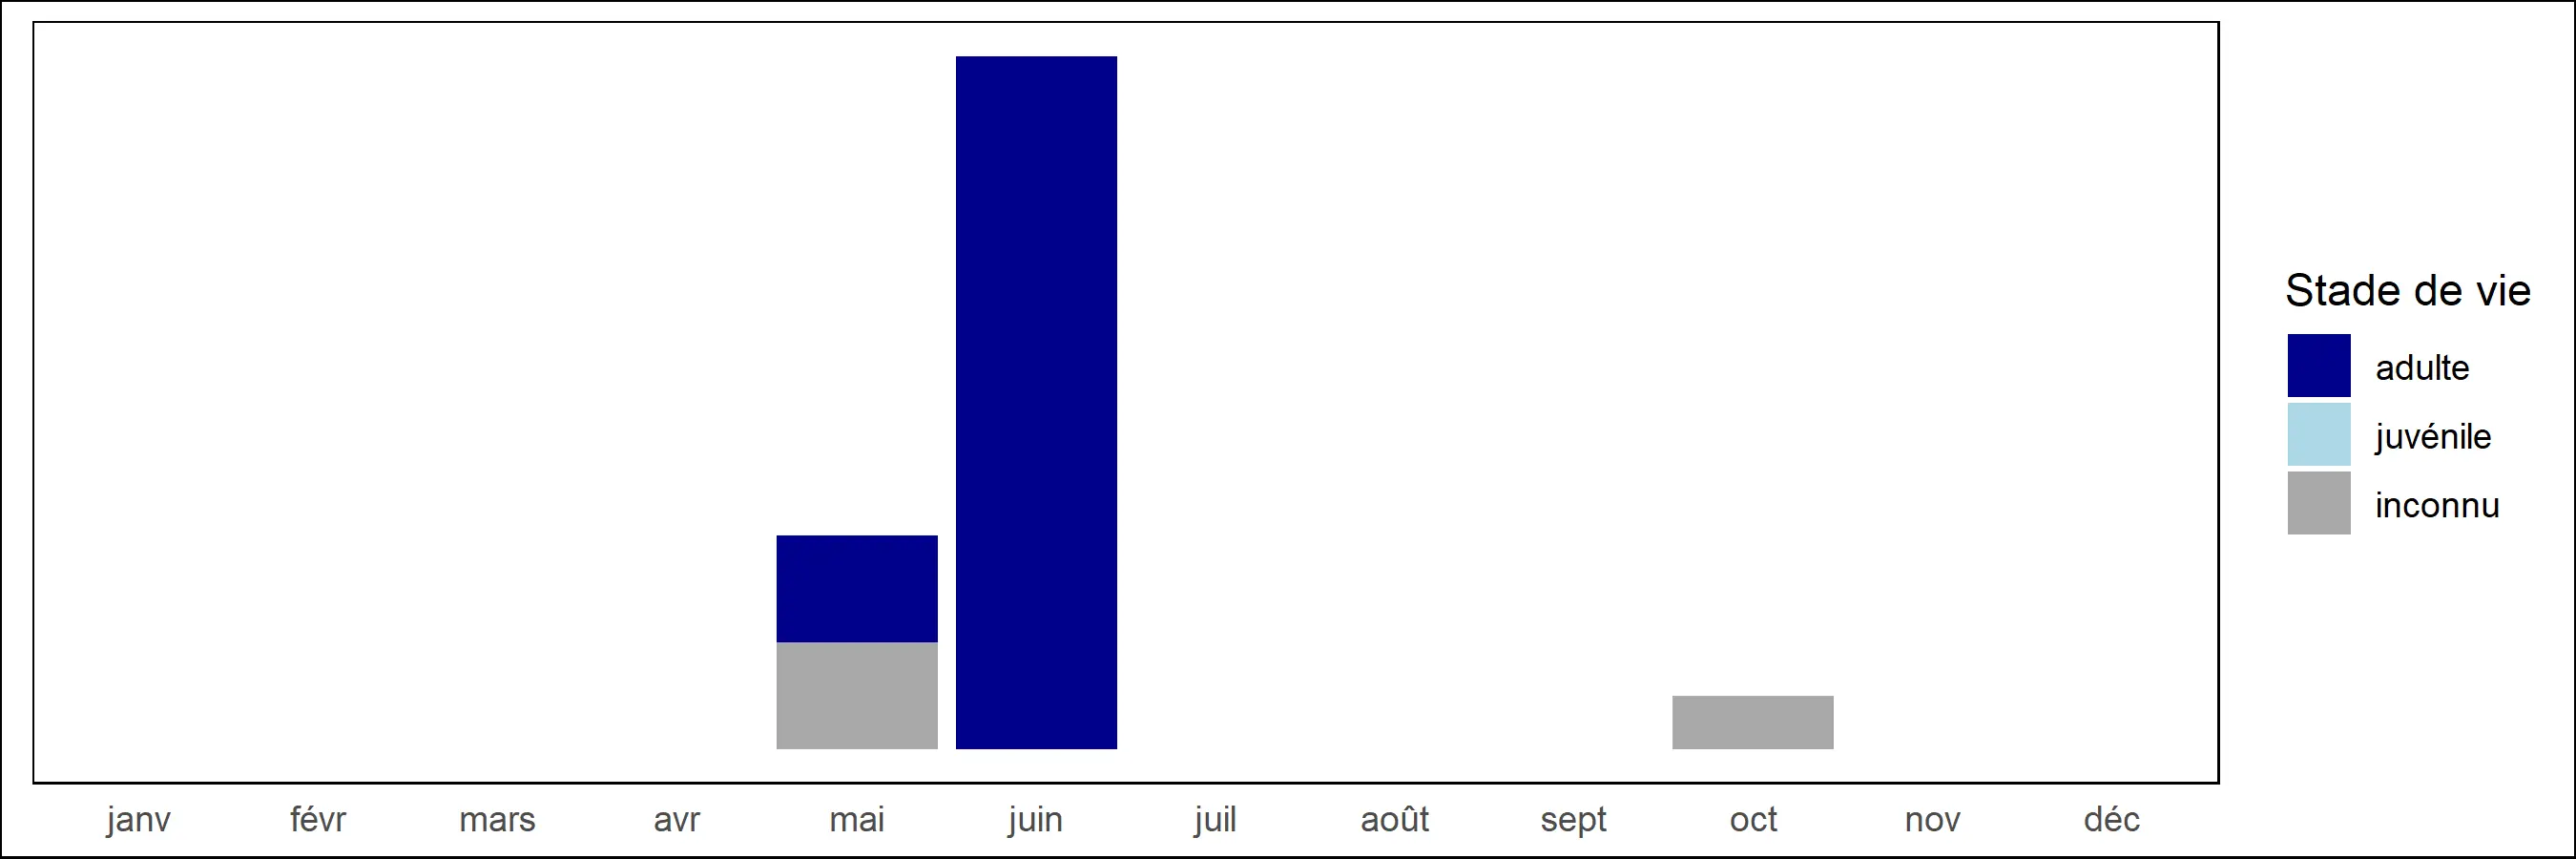 Stade de vie
adulte
juvénile
inconnu
janv févr mars avr mai juin juil août sept oct nov déc